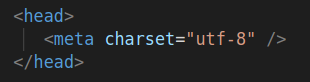 <head>
    <meta charset="utf-8" />
</head>